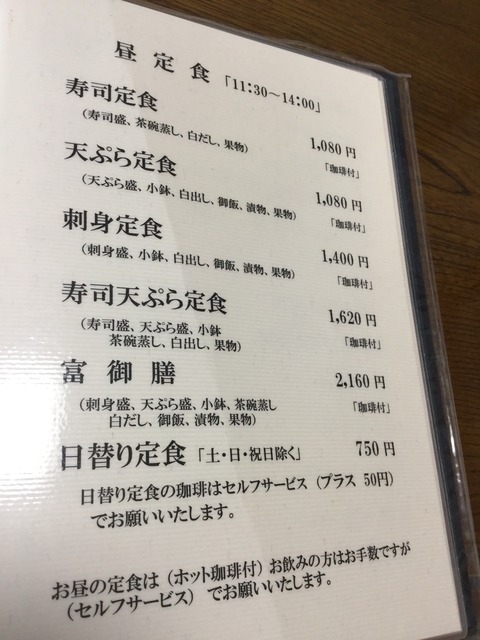 昼定食「11:30〜14:00」
寿司定食 1,080円
（寿司盛、茶碗蒸し、白だし、果物）「珈琲付」
天ぷら定食 1,080円
（天ぷら盛、小鉢、白出し、御飯、漬物、果物）「珈琲付」
刺身定食 1,400円
（刺身盛、小鉢、白出し、御飯、漬物、果物）「珈琲付」
寿司天ぷら定食 1,620円
（寿司盛、天ぷら盛、小鉢
茶碗蒸し、白出し、果物）「珈琲付」
富御膳 2,160円
（刺身盛、天ぷら盛、小鉢、茶碗蒸し「珈琲付」
白だし、御飯、漬物、果物）
日替り定食「土・日・祝日除く」 750円
日替り定食の珈琲はセルフサービス（プラス 50円）
でお願いいたします。
お昼の定食は（ホット珈琲付）お飲みの方はお手数ですが
（セルフサービス）でお願いいたします。